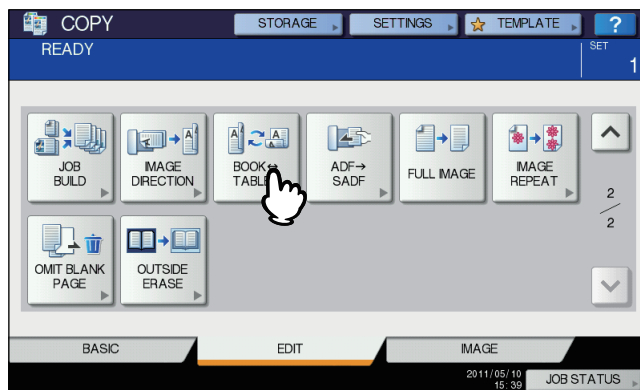 COPY
STORAGE
SETTINGS
TEMPLATE
?
READY
SET
1
JOB
BUILD
IMAGE
DIRECTION
BOOK⇔
TABLE
ADF→
SADF
FULL IMAGE
IMAGE
REPEAT
2
2
OMIT BLANK
PAGE
OUTSIDE
ERASE
BASIC
EDIT
IMAGE
2011/05/10
15:39
JOB STATUS